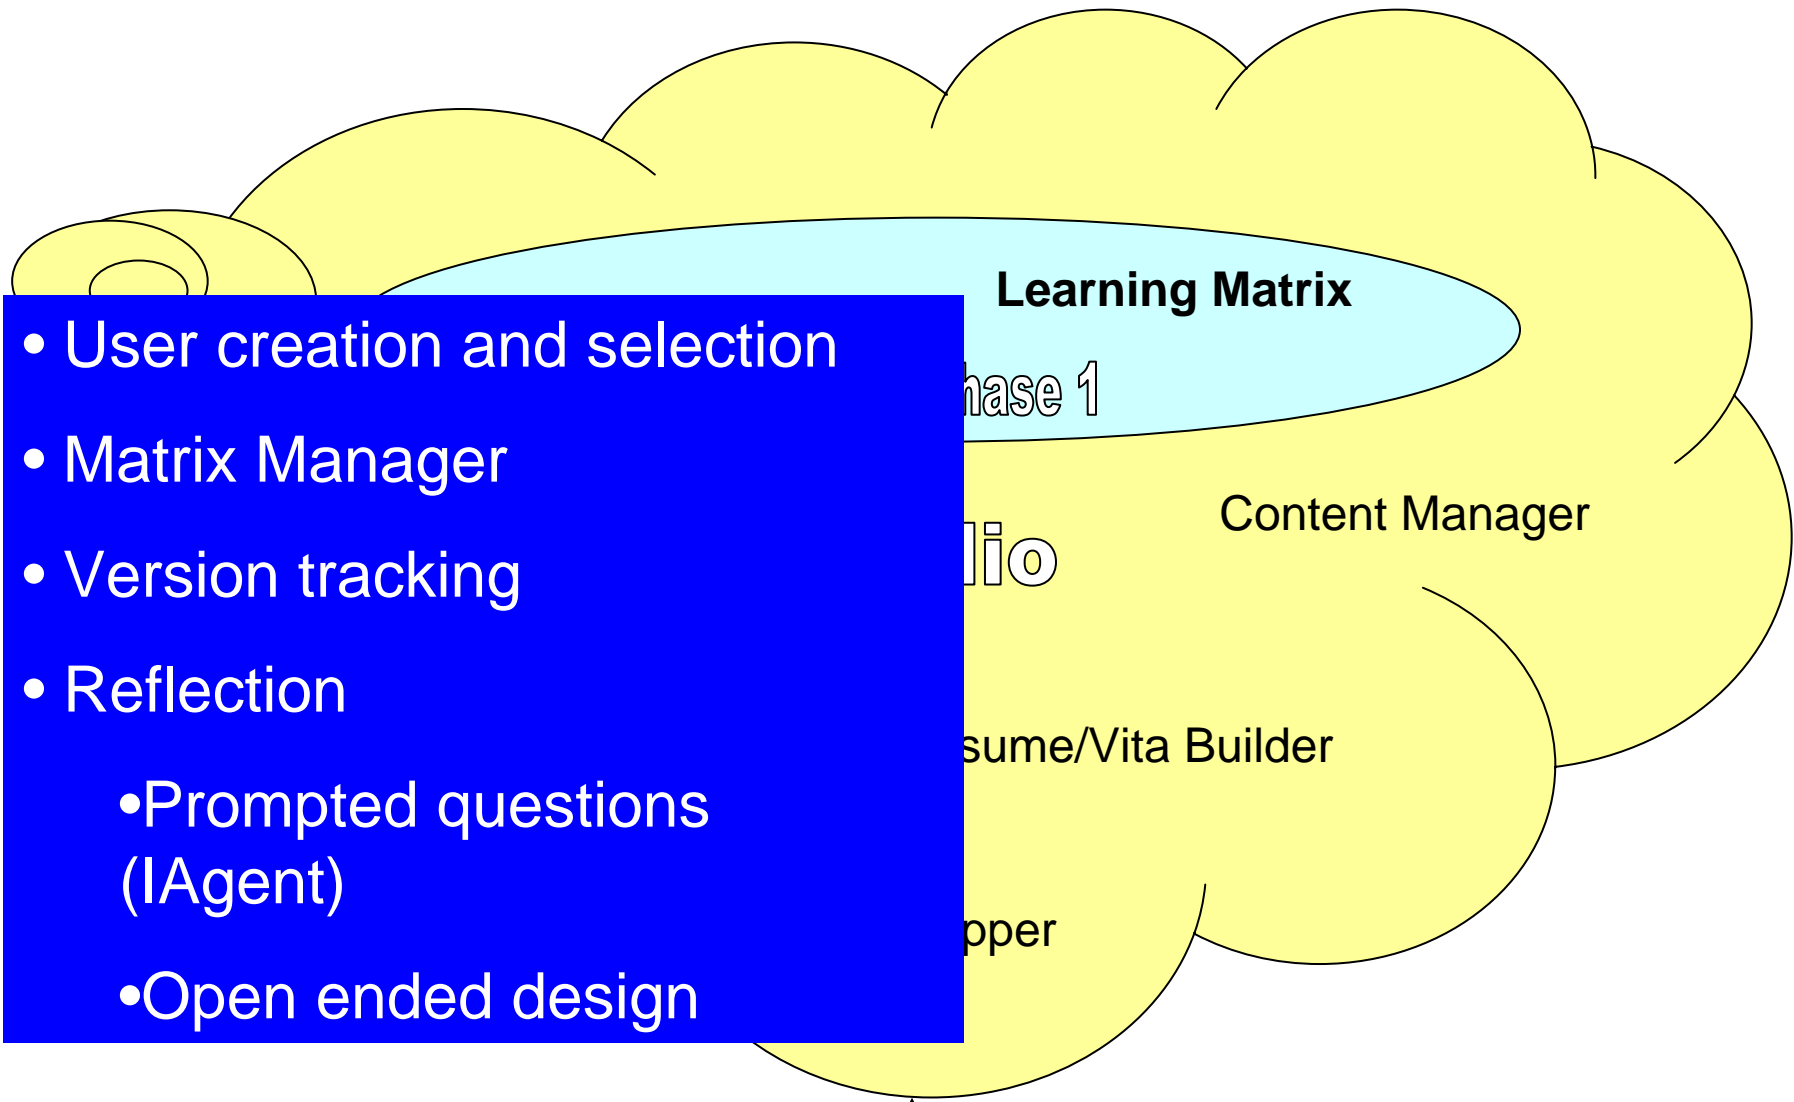 Learning Matrix
• User creation and selection
hase 1
• Matrix Manager
Content Manager
• Version tracking
lio
• Reflection
sume/Vita Builder
•Prompted questions
(IAgent)
pper
•Open ended design